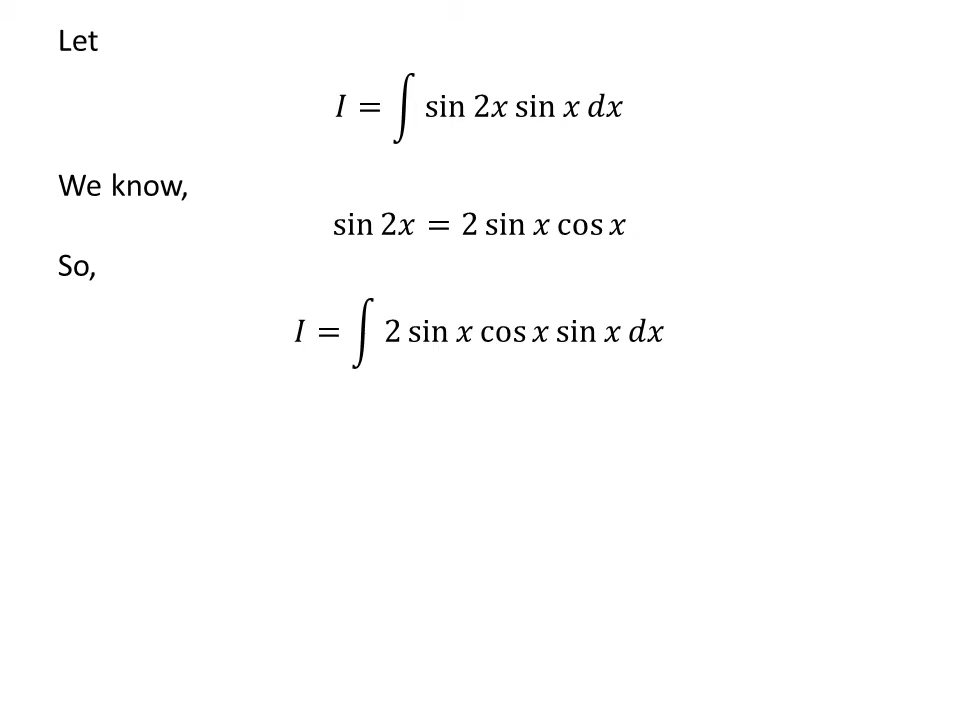 Let
𝐼 = ∫ sin 2𝑥 sin 𝑥 𝑑𝑥
We know,
sin 2𝑥 = 2 sin 𝑥 cos 𝑥
So,
𝐼 = ∫ 2 sin 𝑥 cos 𝑥 sin 𝑥 𝑑𝑥